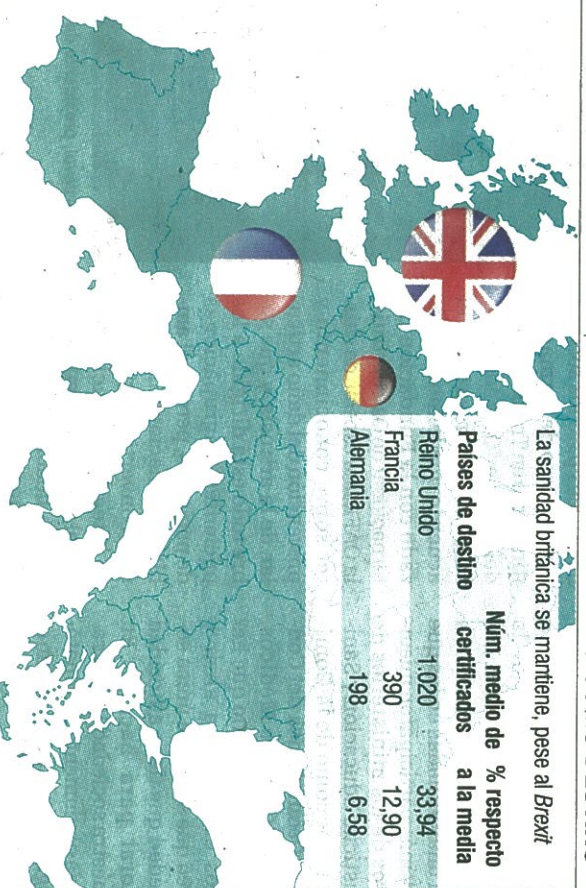 La sanidad británica se mantiene, pese al Brexit
Países de destino Núm. medio de certificados % respecto a la media
Reino Unido 1.020 33,94
Francia 390 12,90
Alemania 198 6,58